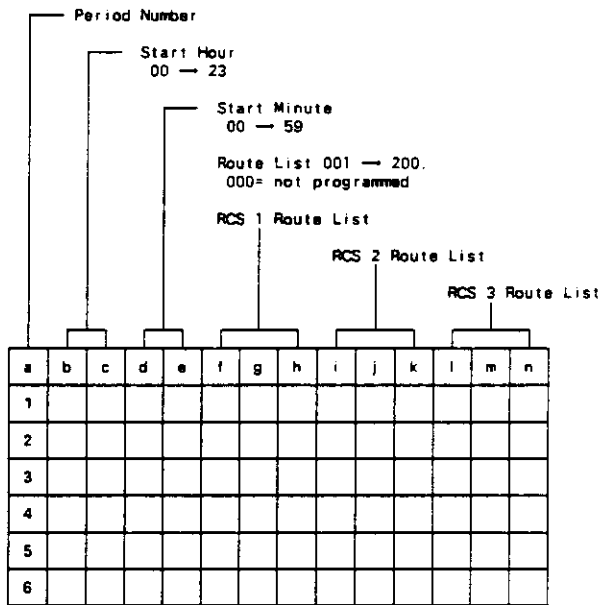 Period Number
Start Hour
00 → 23
Start Minute
00 → 59
Route List 001 → 200.
000= not programmed
RCS 1 Route List
RCS 2 Route List
RCS 3 Route List
a b c d e f g h i j k l m n
1
2
3
4
5
6